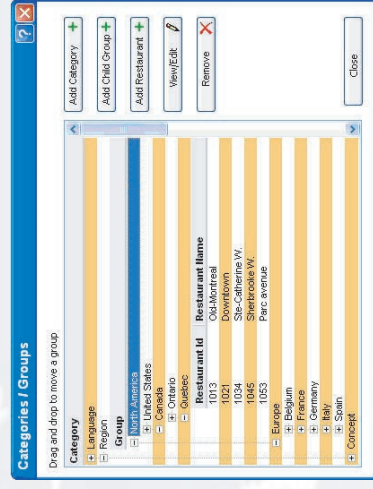 Categories / Groups
Drag and drop to move a group
Category
Language
Region
Group
North America
United States
Canada
Ontario
Quebec
Restaurant Id Restaurant Name
1013 Old-Montreal
1021 Downtown
1034 Ste-Catherine W.
1045 Sherbrooke W.
1053 Parc avenue
Europe
Belgium
France
Germany
Italy
Spain
Concept
Add Category
Add Child Group
Add Restaurant
View/Edit
Remove
Close